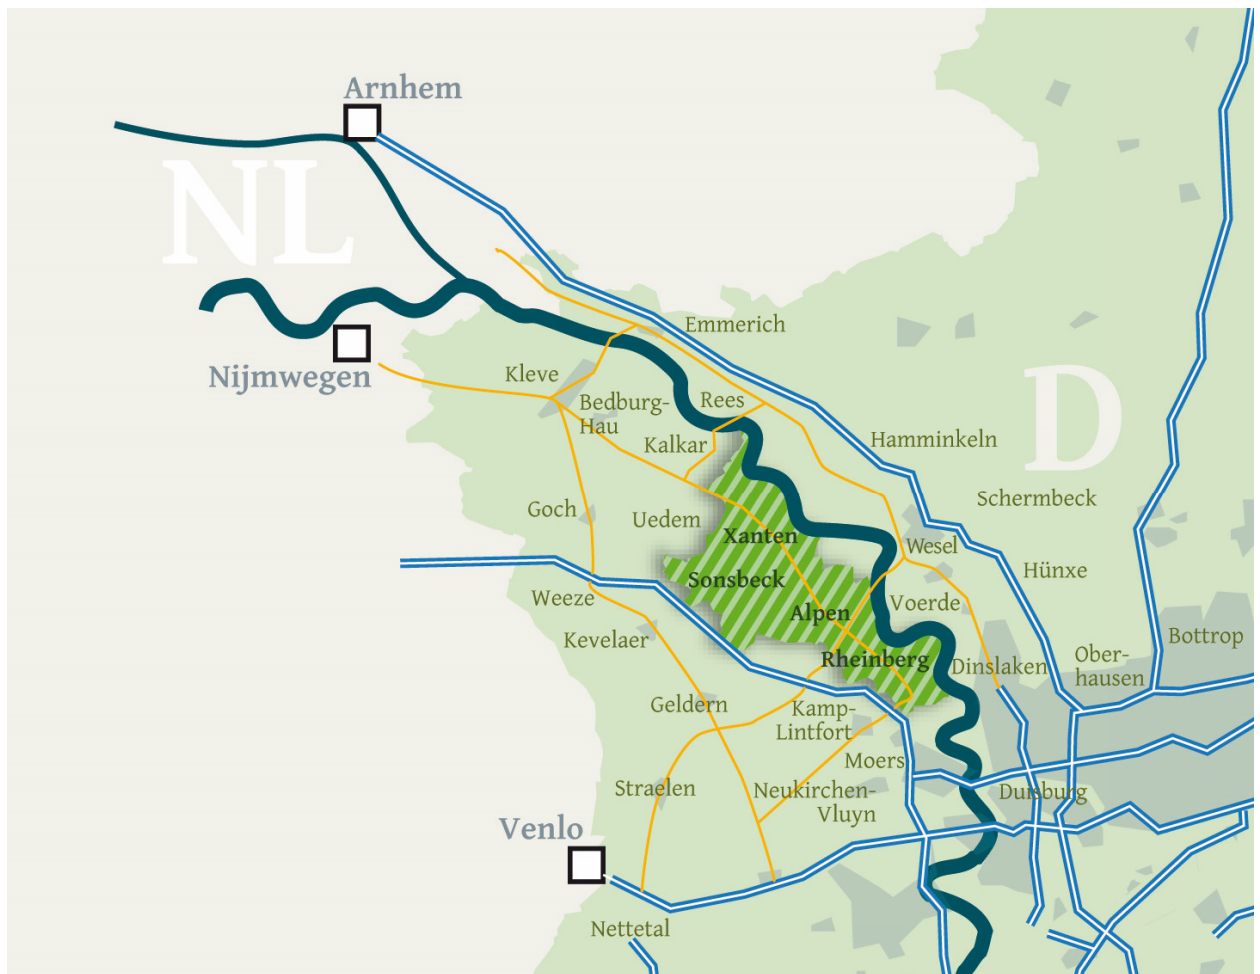 Arnhem
NL
Nijmwegen
Emmerich
Kleve
Bedburg-
Hau
Rees
D
Kalkar
Hamminkeln
Schermbeck
Goch
Uedem
Xanten
Wesel
Sonsbeck
Hünxe
Weeze
Alpen
Voerde
Kevelaer
Bottrop
Rheinberg
Dinslaken
Ober-
hausen
Geldern
Kamp-
Lintfort
Moers
Straelen
Neukirchen-
Vluyn
Duisburg
Venlo
Nettetal